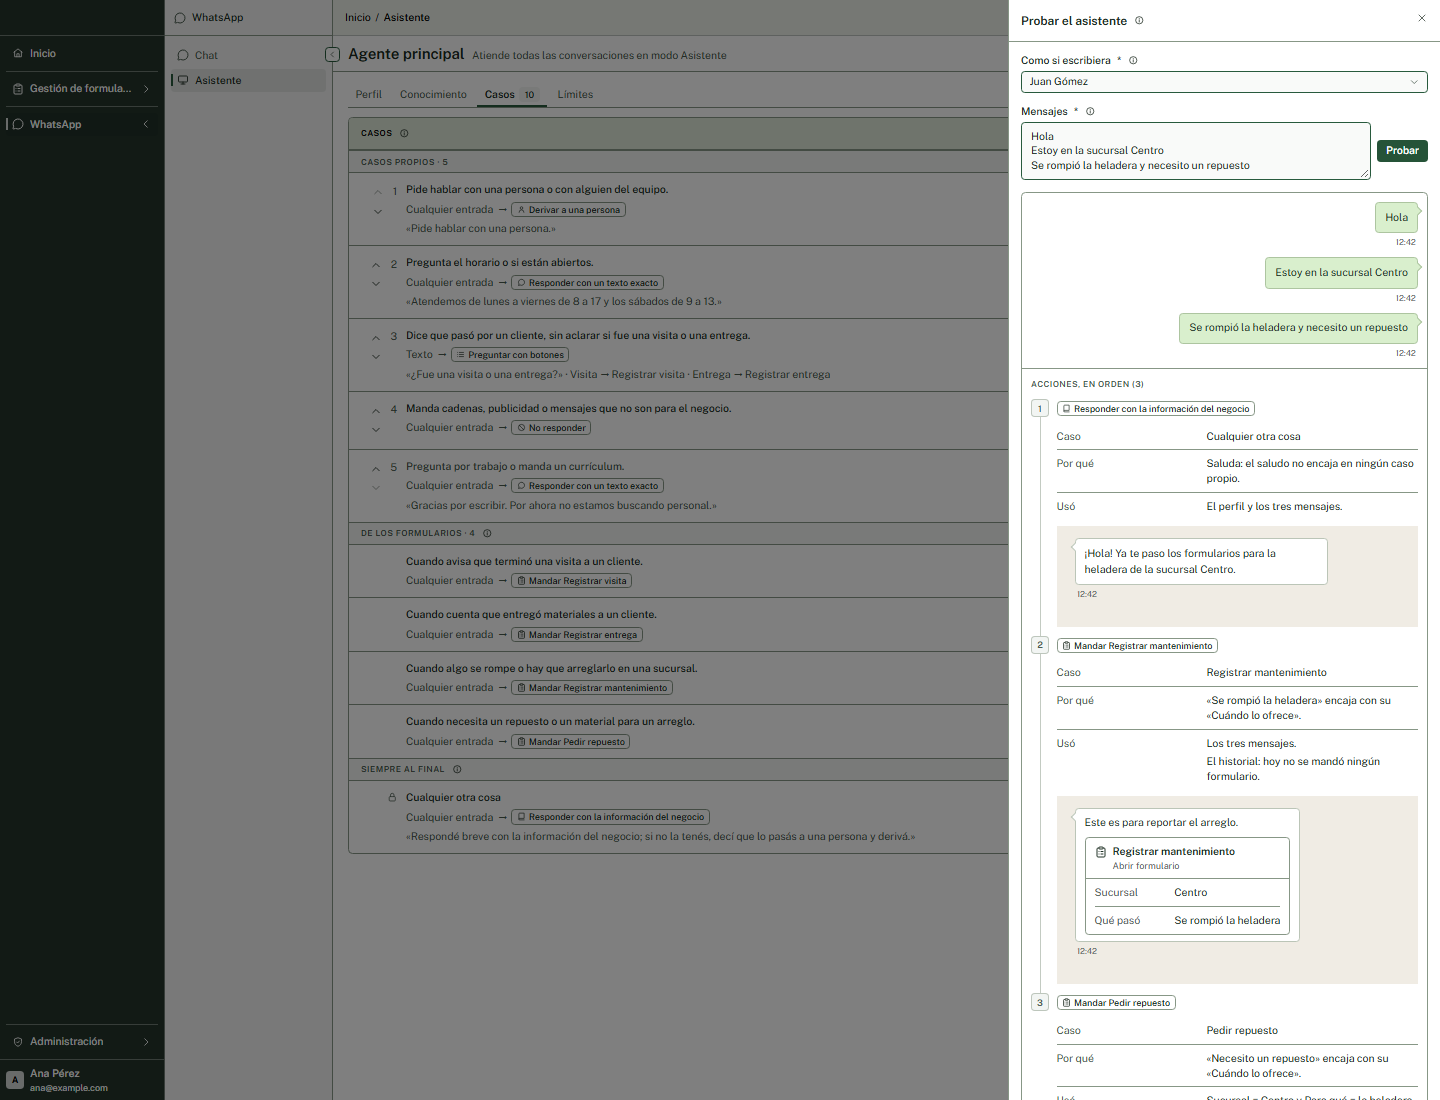 Inicio
Gestión de formula...
WhatsApp
Administración
A
Ana Pérez
ana@example.com
WhatsApp
Chat
Asistente
Inicio / Asistente
Agente principal Atiende todas las conversaciones en modo Asistente
Perfil Conocimiento Casos 10 Límites
CASOS
CASOS PROPIOS · 5
1 Pide hablar con una persona o con alguien del equipo.
Cualquier entrada → Derivar a una persona
«Pide hablar con una persona.»
2 Pregunta el horario o si están abiertos.
Cualquier entrada → Responder con un texto exacto
«Atendemos de lunes a viernes de 8 a 17 y los sábados de 9 a 13.»
3 Dice que pasó por un cliente, sin aclarar si fue una visita o una entrega.
Texto → Preguntar con botones
«¿Fue una visita o una entrega?» · Visita → Registrar visita · Entrega → Registrar entrega
4 Manda cadenas, publicidad o mensajes que no son para el negocio.
Cualquier entrada → No responder
5 Pregunta por trabajo o manda un currículum.
Cualquier entrada → Responder con un texto exacto
«Gracias por escribir. Por ahora no estamos buscando personal.»
DE LOS FORMULARIOS · 4
Cuando avisa que terminó una visita a un cliente.
Cualquier entrada → Mandar Registrar visita
Cuando cuenta que entregó materiales a un cliente.
Cualquier entrada → Mandar Registrar entrega
Cuando algo se rompe o hay que arreglarlo en una sucursal.
Cualquier entrada → Mandar Registrar mantenimiento
Cuando necesita un repuesto o un material para un arreglo.
Cualquier entrada → Mandar Pedir repuesto
SIEMPRE AL FINAL
Cualquier otra cosa
Cualquier entrada → Responder con la información del negocio
«Respondé breve con la información del negocio; si no la tenés, decí que lo pasás a una persona y derivá.»
Probar el asistente
Como si escribiera *
Juan Gómez
Mensajes *
Hola
Estoy en la sucursal Centro
Se rompió la heladera y necesito un repuesto
Probar
Hola
12:42
Estoy en la sucursal Centro
12:42
Se rompió la heladera y necesito un repuesto
12:42
ACCIONES, EN ORDEN (3)
1 Responder con la información del negocio
Caso Cualquier otra cosa
Por qué Saluda: el saludo no encaja en ningún caso
propio.
Usó El perfil y los tres mensajes.
¡Hola! Ya te paso los formularios para la
heladera de la sucursal Centro.
12:42
2 Mandar Registrar mantenimiento
Caso Registrar mantenimiento
Por qué «Se rompió la heladera» encaja con su
«Cuándo lo ofrece».
Usó Los tres mensajes.
El historial: hoy no se mandó ningún
formulario.
Este es para reportar el arreglo.
Registrar mantenimiento
Abrir formulario
Sucursal Centro
Qué pasó Se rompió la heladera
12:42
3 Mandar Pedir repuesto
Caso Pedir repuesto
Por qué «Necesito un repuesto» encaja con su
«Cuándo lo ofrece».
Usó Sucursal = Centro y Para qué = la heladera